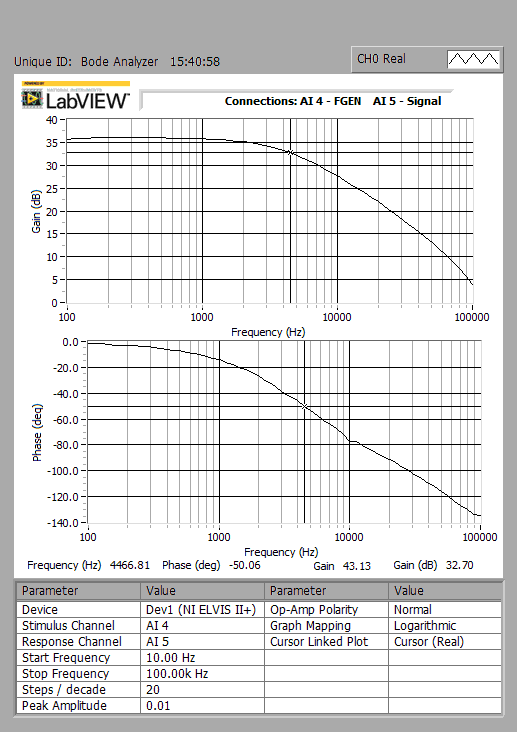 Unique ID: Bode Analyzer 15:40:58
CH0 Real
POWERED BY
NATIONAL INSTRUMENTS
LabVIEW™
Connections: AI 4 - FGEN AI 5 - Signal
40
35
30
25
20
15
10
5
0
Gain (dB)
100 1000 10000 100000
Frequency (Hz)
0.0
-20.0
-40.0
-60.0
-80.0
-100.0
-120.0
-140.0
Phase (deg)
100 1000 10000 100000
Frequency (Hz)
Frequency (Hz) 4466.81 Phase (deg) -50.06 Gain 43.13 Gain (dB) 32.70
Parameter Value Parameter Value
Device Dev1 (NI ELVIS II+) Op-Amp Polarity Normal
Stimulus Channel AI 4 Graph Mapping Logarithmic
Response Channel AI 5 Cursor Linked Plot Cursor (Real)
Start Frequency 10.00 Hz
Stop Frequency 100.00k Hz
Steps / decade 20
Peak Amplitude 0.01